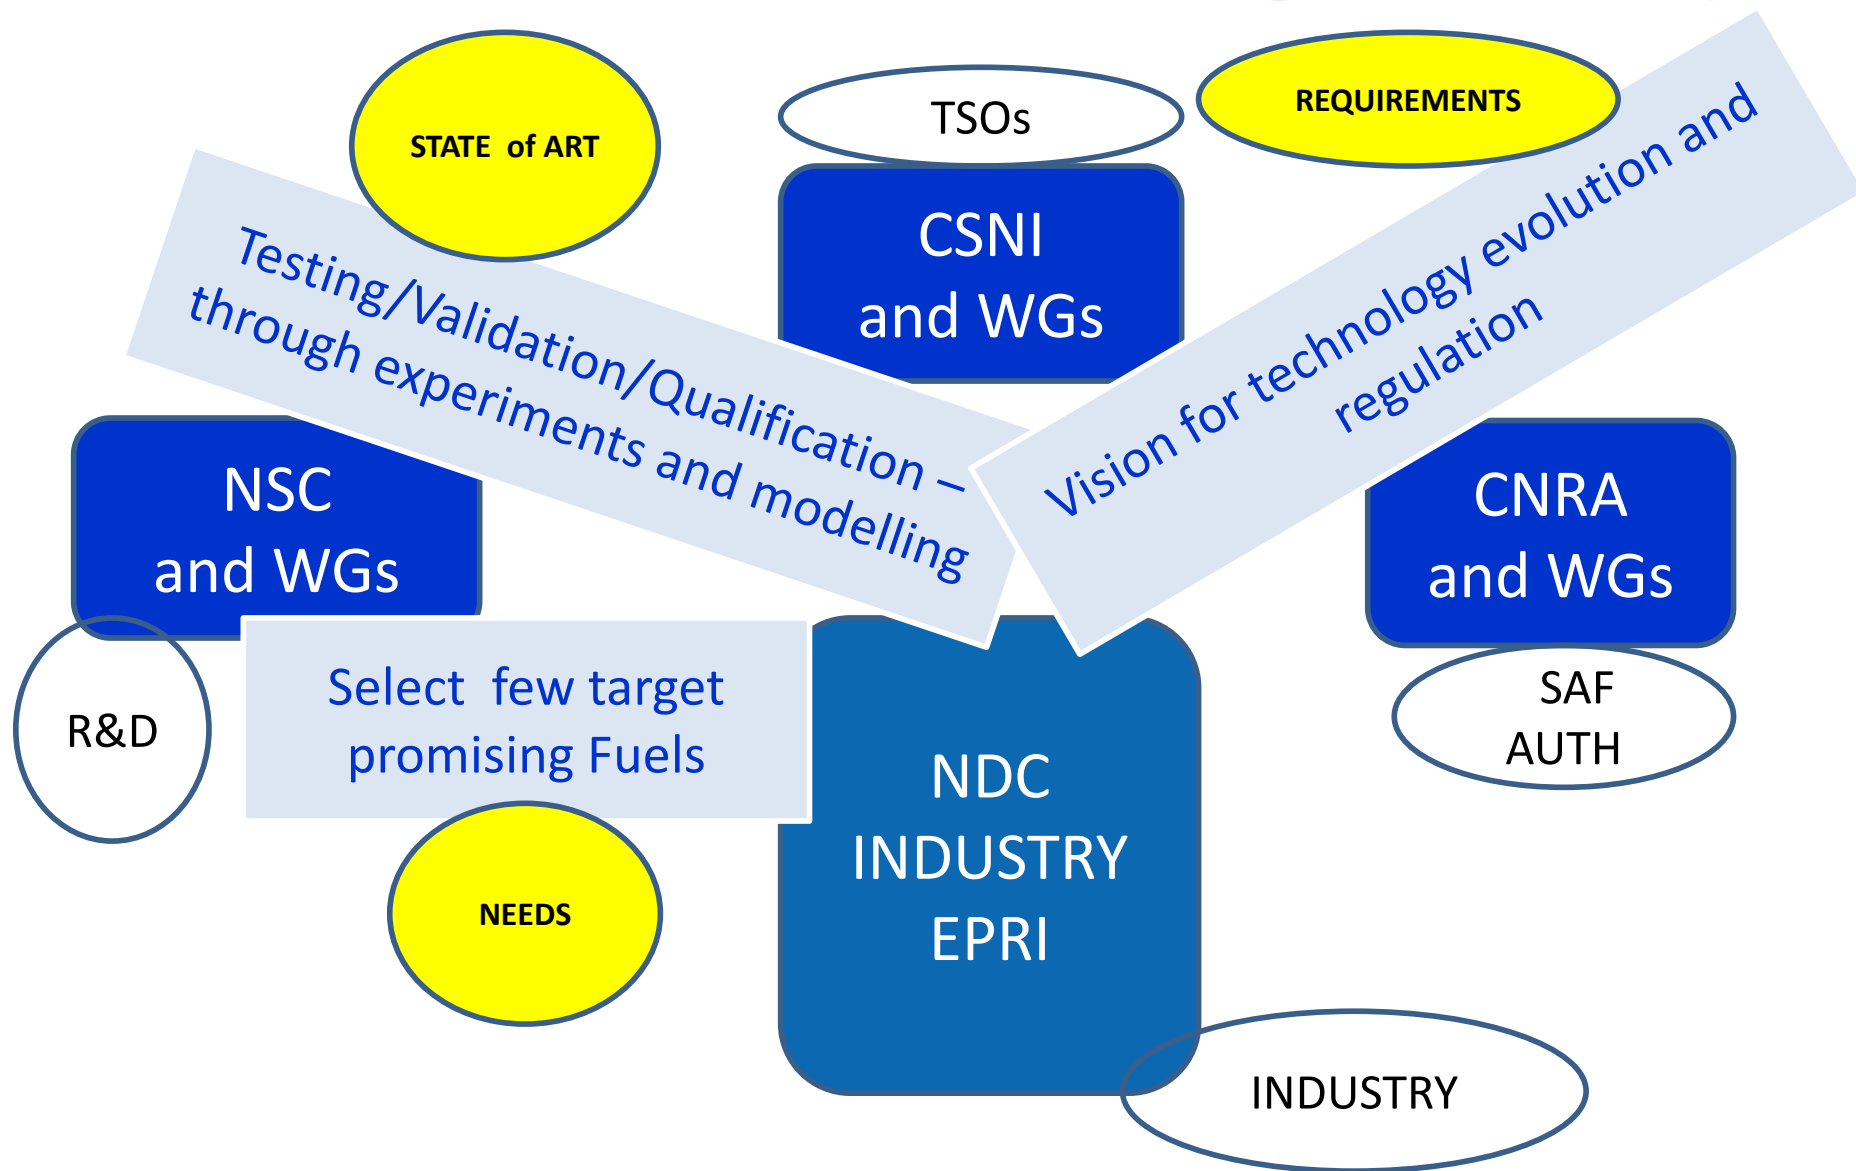 STATE of ART
TSOs
REQUIREMENTS
CSNI
and WGs
Testing/Validation/Qualification –
through experiments and modelling
Vision for technology evolution and
regulation
NSC
and WGs
CNRA
and WGs
R&D
Select few target
promising Fuels
NDC
INDUSTRY
EPRI
SAF
AUTH
NEEDS
INDUSTRY